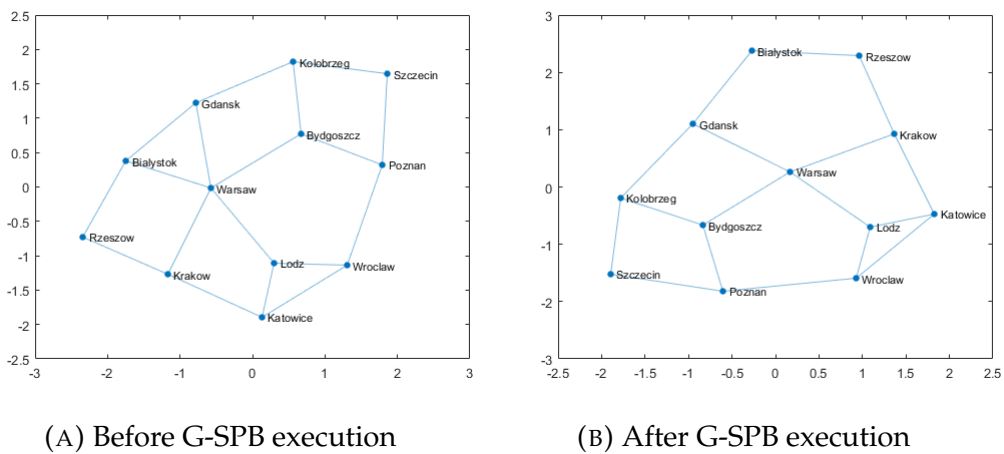 2.5
2
1.5
1
0.5
0
-0.5
-1
-1.5
-2
-2.5
-3
-2
-1
0
1
2
3
Kolobrzeg
Szczecin
Gdansk
Bydgoszcz
Bialystok
Poznan
Warsaw
Rzeszow
Krakow
Lodz
Wroclaw
Katowice
(A) Before G-SPB execution
3
2
1
0
-1
-2
-3
-2.5
-2
-1.5
-1
-0.5
0
0.5
1
1.5
2
2.5
Bialystok
Rzeszow
Gdansk
Krakow
Warsaw
Kolobrzeg
Katowice
Bydgoszcz
Lodz
Szczecin
Wroclaw
Poznan
(B) After G-SPB execution